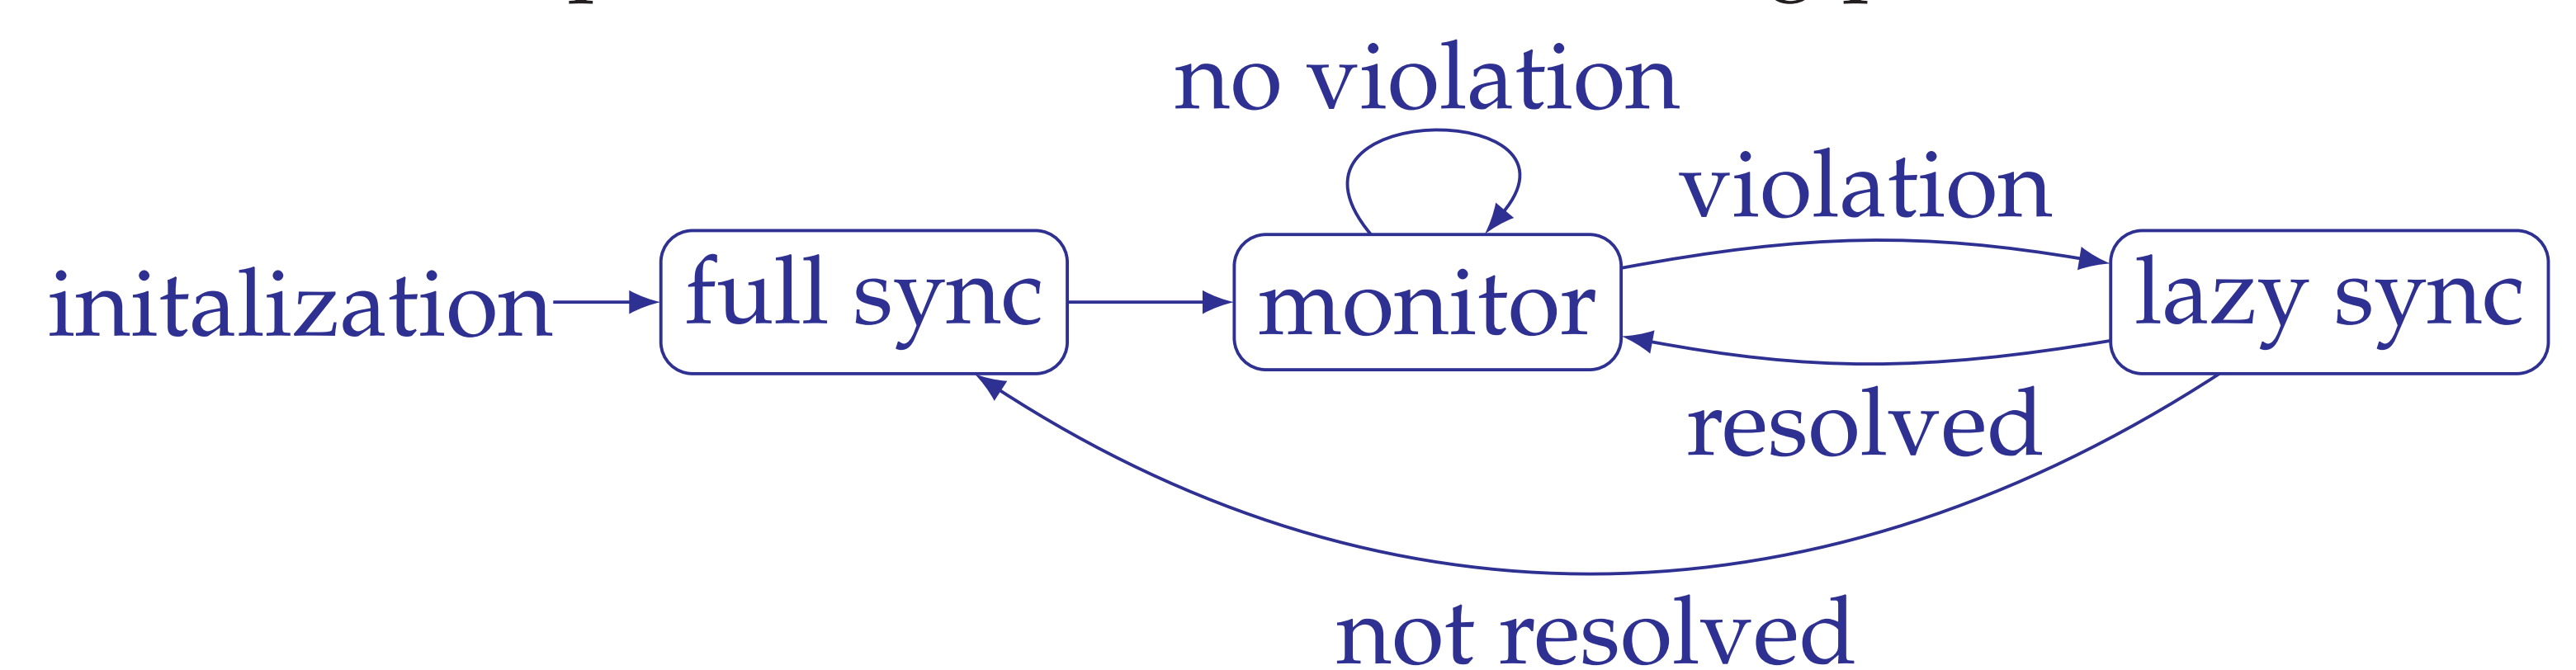 no violation
violation
initalization
full sync
monitor
lazy sync
resolved
not resolved